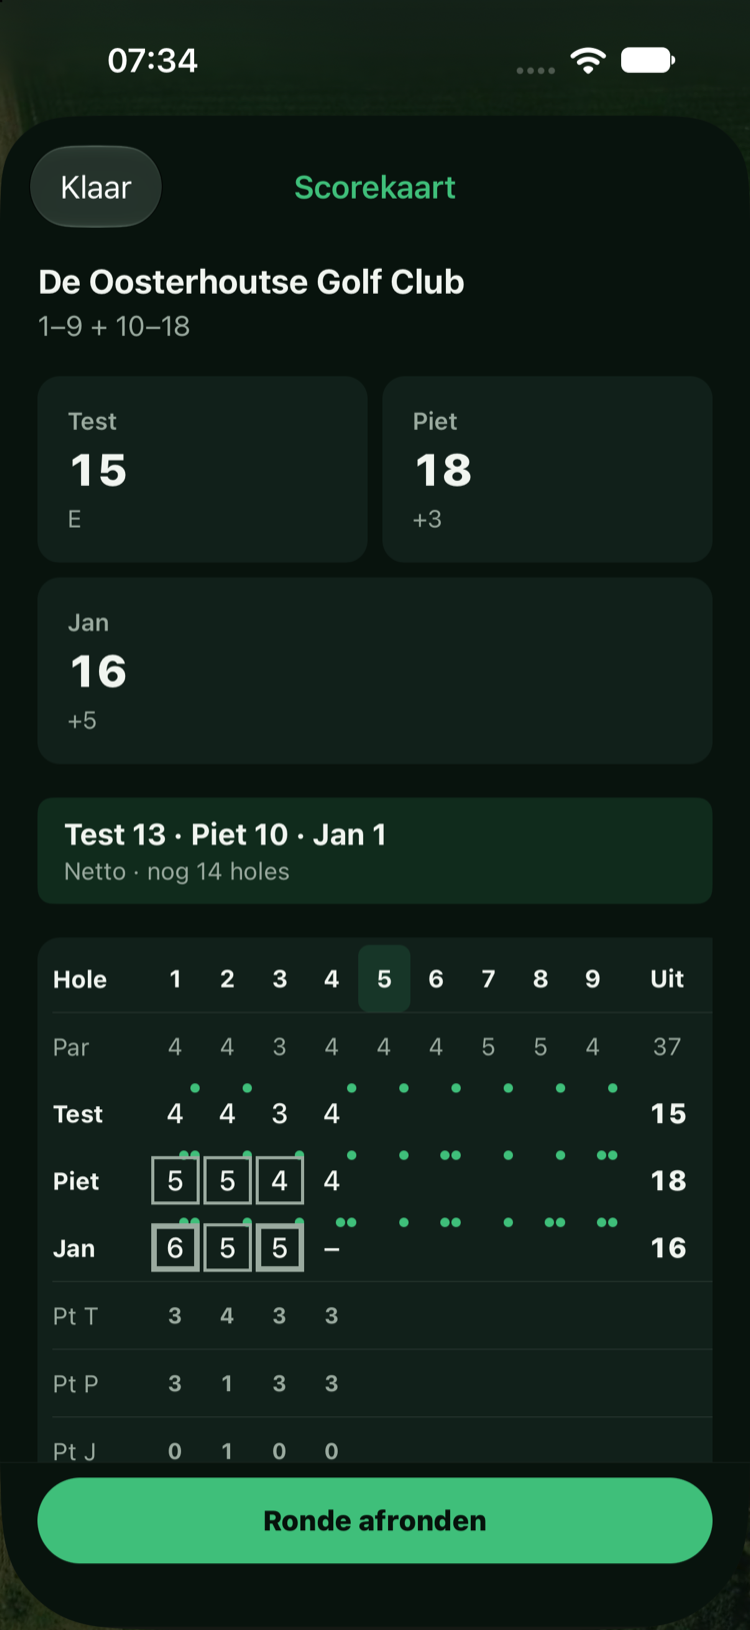 07:34
Klaar
Scorekaart
De Oosterhoutse Golf Club
1–9 + 10–18
Test
15
E
Piet
18
+3
Jan
16
+5
Test 13 · Piet 10 · Jan 1
Netto · nog 14 holes
Hole 1 2 3 4 5 6 7 8 9 Uit
Par 4 4 3 4 4 4 5 5 4 37
Test 4 4 3 4 15
Piet 5 5 4 4 18
Jan 6 5 5 – 16
Pt T 3 4 3 3
Pt P 3 1 3 3
Pt J 0 1 0 0
Ronde afronden